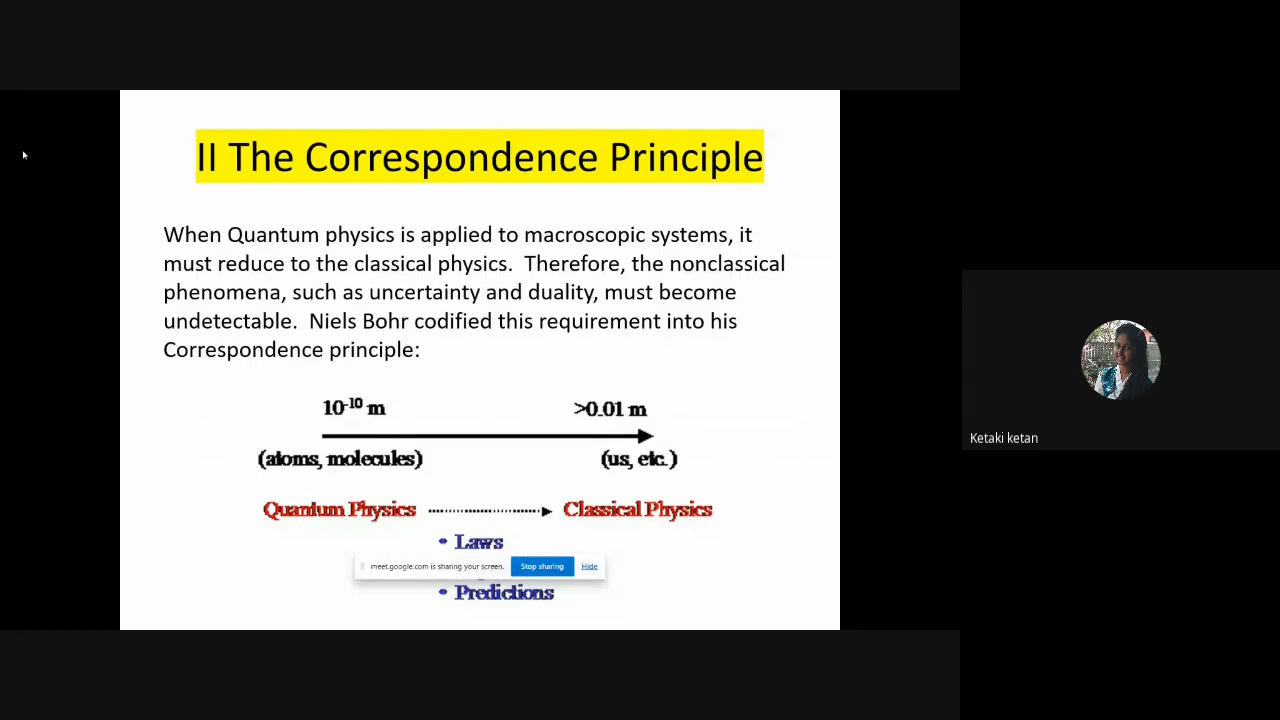 II The Correspondence Principle
When Quantum physics is applied to macroscopic systems, it
must reduce to the classical physics. Therefore, the nonclassical
phenomena, such as uncertainty and duality, must become
undetectable. Niels Bohr codified this requirement into his
Correspondence principle:
10⁻¹⁰ m >0.01 m
(atoms, molecules) (us, etc.)
Quantum Physics Classical Physics
• Laws
meet.google.com is sharing your screen. Stop sharing Hide
• Predictions
Ketaki ketan